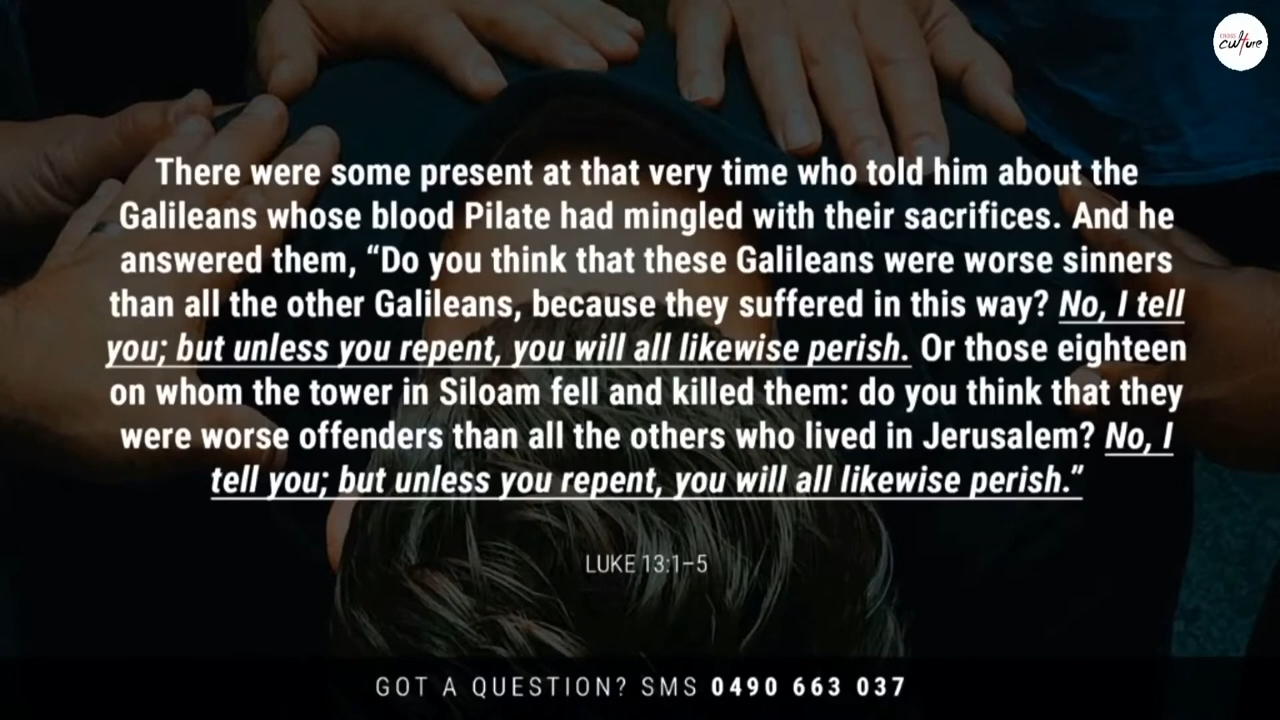 CROSS
culture
There were some present at that very time who told him about the
Galileans whose blood Pilate had mingled with their sacrifices. And he
answered them, “Do you think that these Galileans were worse sinners
than all the other Galileans, because they suffered in this way? No, I tell
you; but unless you repent, you will all likewise perish. Or those eighteen
on whom the tower in Siloam fell and killed them: do you think that they
were worse offenders than all the others who lived in Jerusalem? No, I
tell you; but unless you repent, you will all likewise perish.”
LUKE 13:1–5
GOT A QUESTION? SMS 0490 663 037